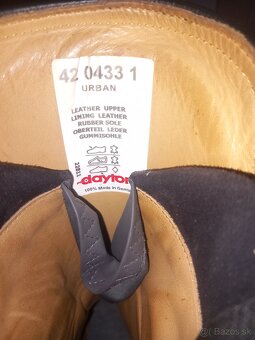 42 0433 1
URBAN
LEATHER UPPER
LINING LEATHER
RUBBER SOLE
OBERTEIL LEDER
GUMMISOHLE
dayton
100% Made in
© Bazos.sk